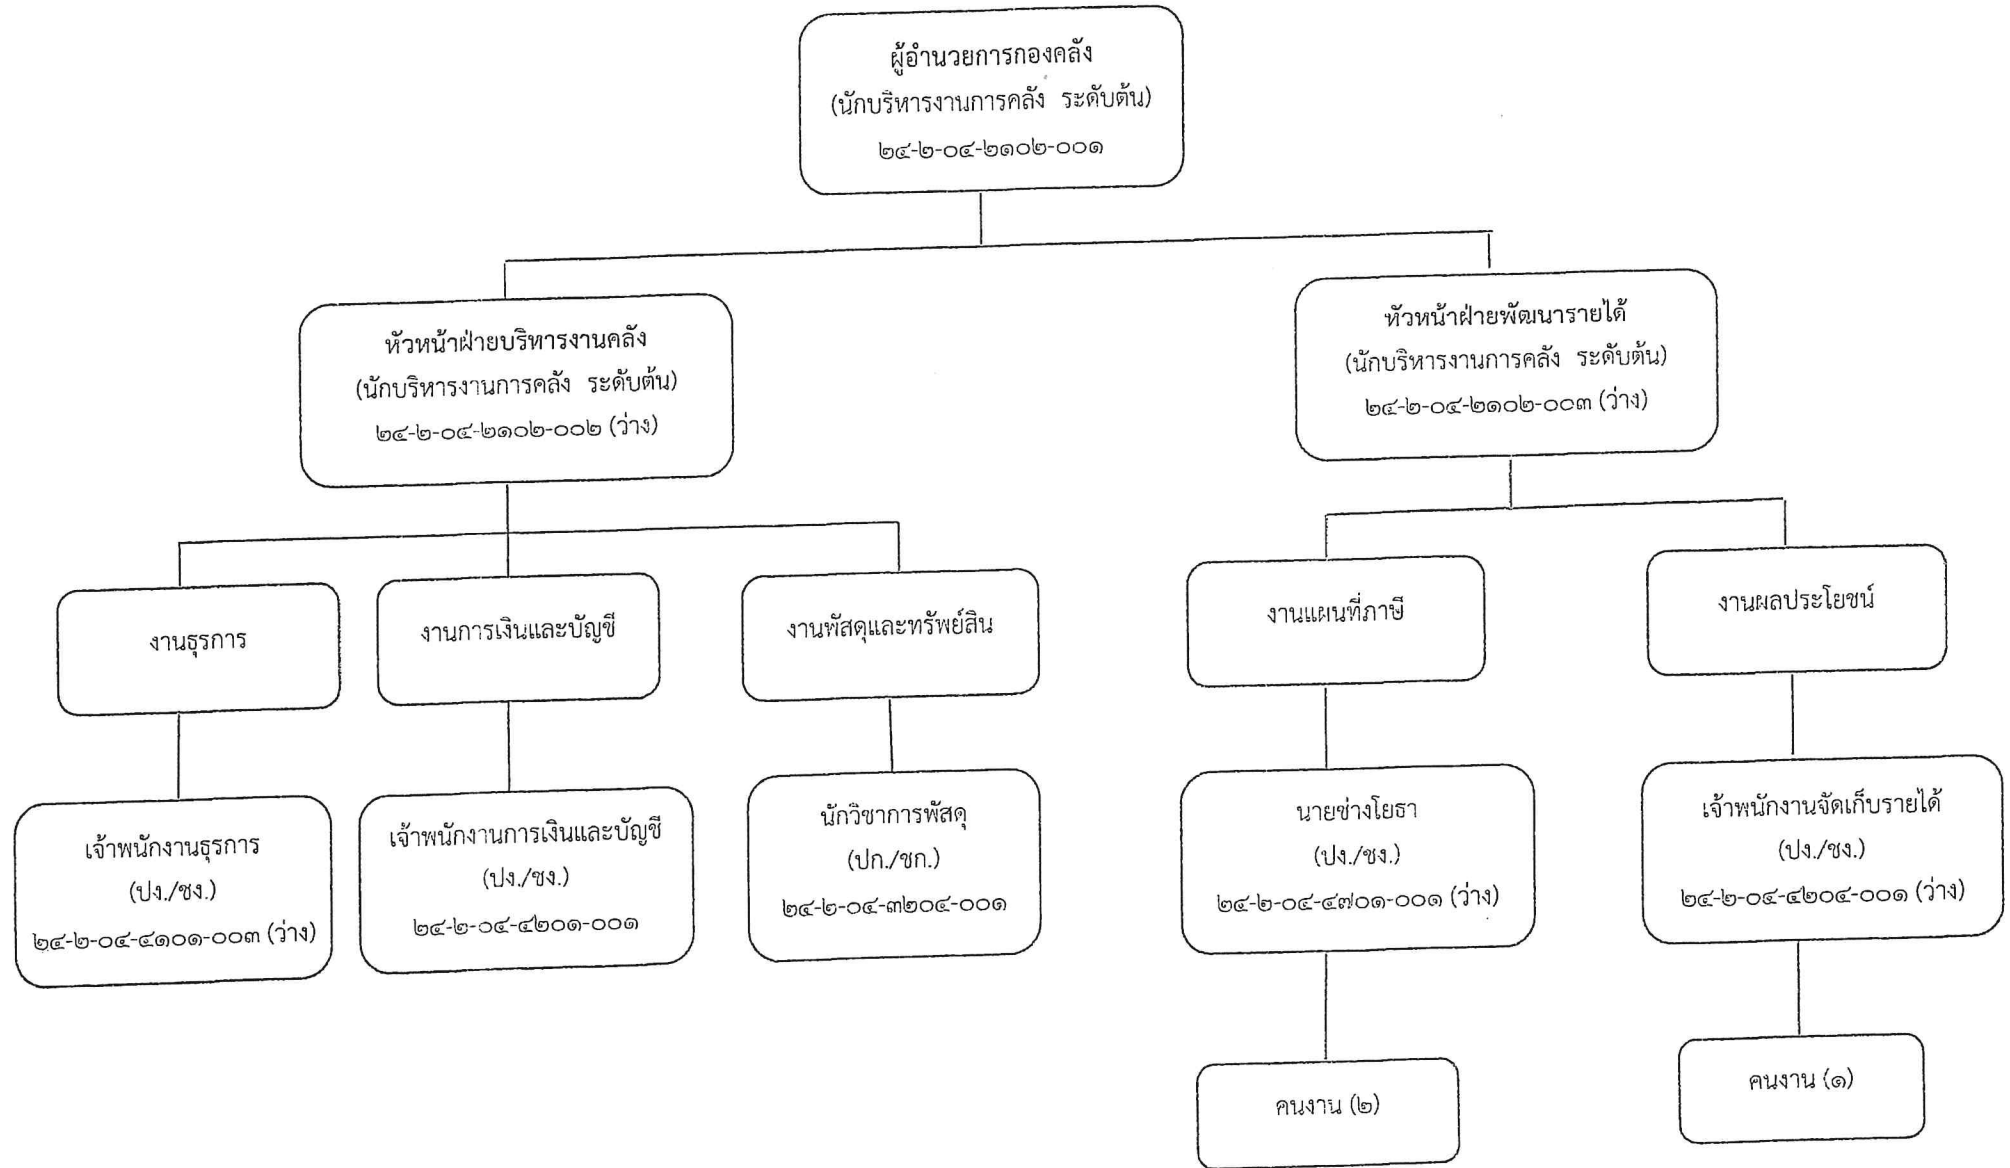 ผู้อำนวยการกองคลัง
(นักบริหารงานการคลัง ระดับต้น)
๒๔-๒-๐๔-๒๑๐๒-๐๐๑
หัวหน้าฝ่ายบริหารงานคลัง
(นักบริหารงานการคลัง ระดับต้น)
๒๔-๒-๐๔-๒๑๐๒-๐๐๒ (ว่าง)
หัวหน้าฝ่ายพัฒนารายได้
(นักบริหารงานการคลัง ระดับต้น)
๒๔-๒-๐๔-๒๑๐๒-๐๐๓ (ว่าง)
งานธุรการ
งานการเงินและบัญชี
งานพัสดุและทรัพย์สิน
งานแผนที่ภาษี
งานผลประโยชน์
เจ้าพนักงานธุรการ
(ปง./ชง.)
๒๔-๒-๐๔-๔๑๐๑-๐๐๓ (ว่าง)
เจ้าพนักงานการเงินและบัญชี
(ปง./ชง.)
๒๔-๒-๐๔-๔๒๐๑-๐๐๑
นักวิชาการพัสดุ
(ปก./ชก.)
๒๔-๒-๐๔-๓๒๐๔-๐๐๑
นายช่างโยธา
(ปง./ชง.)
๒๔-๒-๐๔-๔๗๐๑-๐๐๑ (ว่าง)
เจ้าพนักงานจัดเก็บรายได้
(ปง./ชง.)
๒๔-๒-๐๔-๔๒๐๔-๐๐๑ (ว่าง)
คนงาน (๒)
คนงาน (๑)